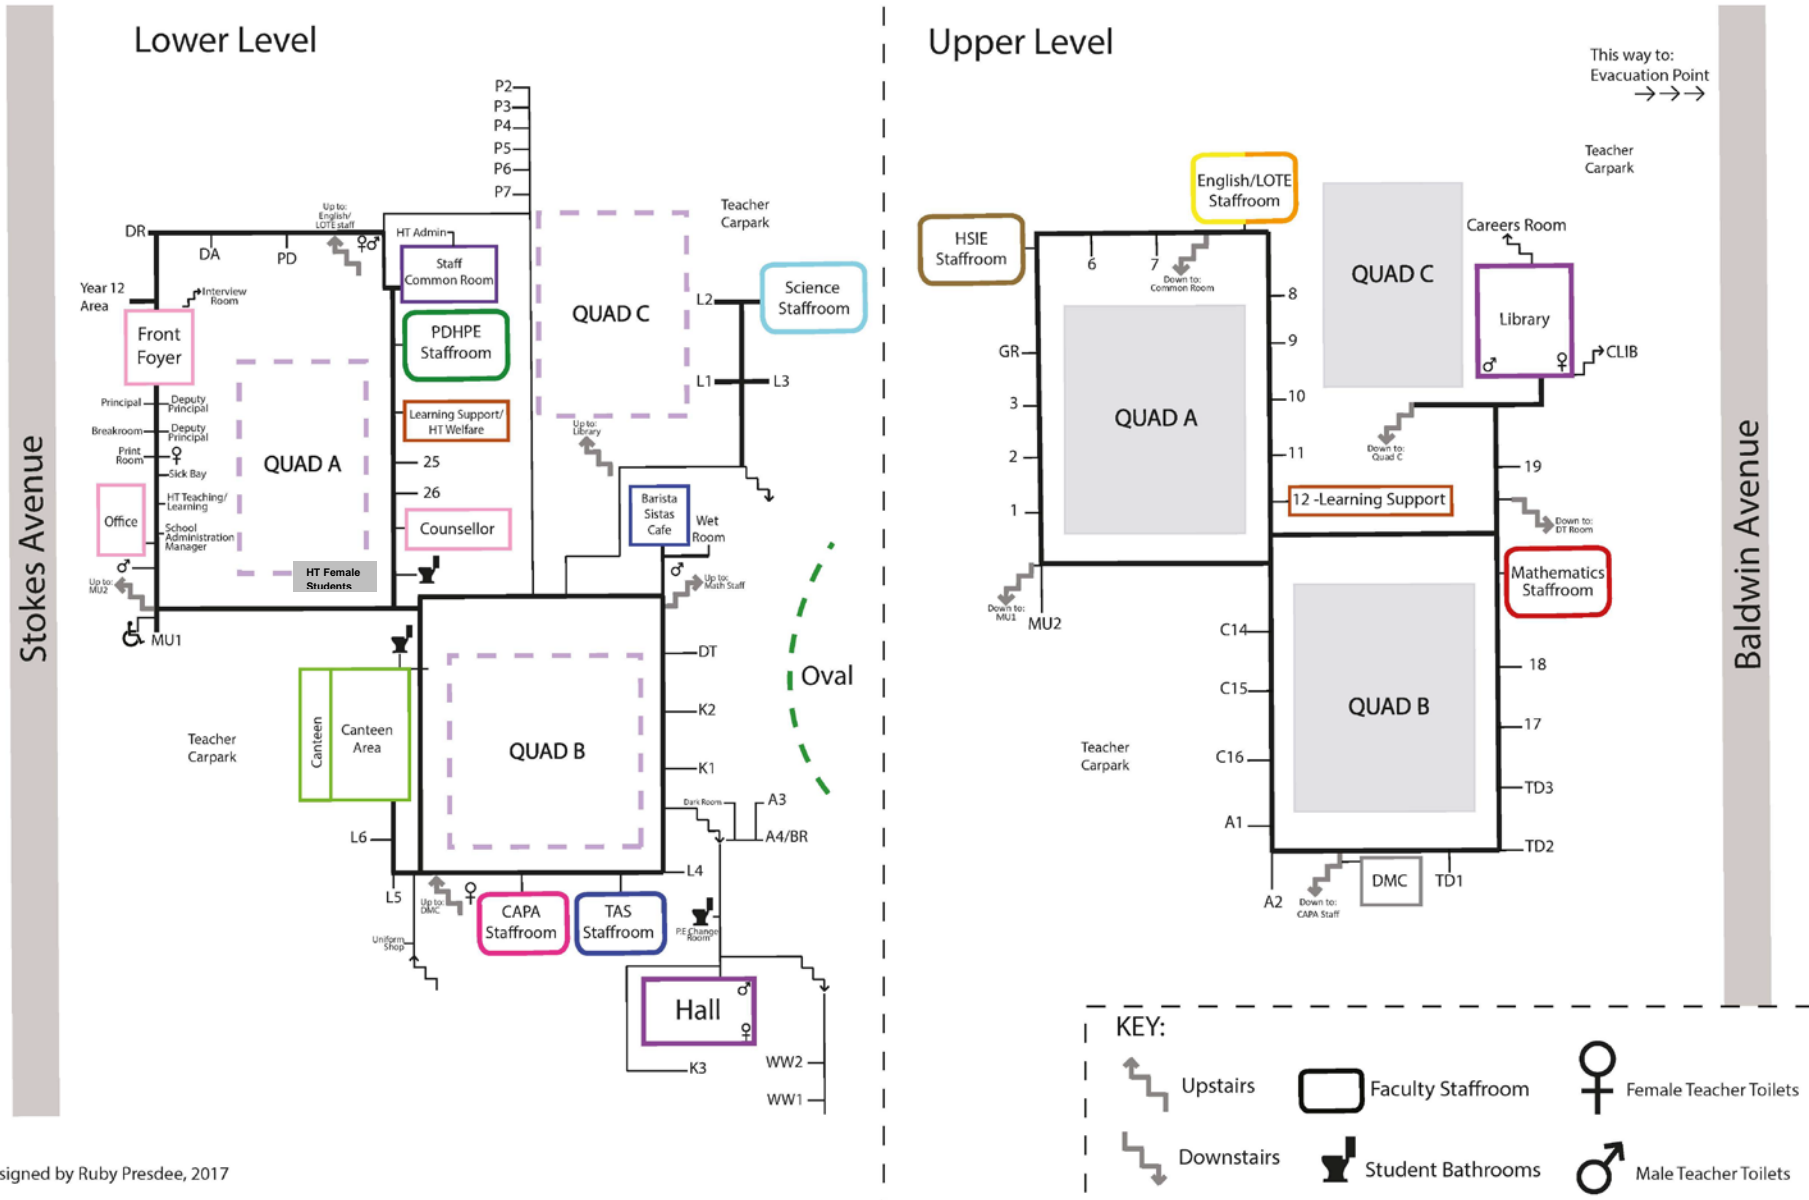 Lower Level
Upper Level
This way to:
Evacuation Point
Teacher
Carpark
Stokes Avenue
P2
P3
P4
P5
P6
P7
Up to:
English/
LOTE staff
DR
DA
PD
HT Admin
Staff
Common Room
Year 12
Area
Interview
Room
Front
Foyer
PDHPE
Staffroom
QUAD C
Teacher
Carpark
L2
Science
Staffroom
L1
L3
Principal
Deputy
Principal
Breakroom
Deputy
Principal
Print
Room
Sick Bay
HT Teaching/
Learning
Office
School
Administration
Manager
QUAD A
Learning Support/
HT Welfare
25
26
Counsellor
Up to:
Library
Barista
Sistas
Cafe
Wet
Room
HT Female
Students
Up to:
MU2
MU1
Up to:
Math Staff
DT
K2
K1
QUAD B
Oval
Canteen
Canteen
Area
Teacher
Carpark
Dark Room
A3
A4/BR
L6
L5
L4
Up to:
DMC
CAPA
Staffroom
TAS
Staffroom
Uniform
Shop
P.E Change
Room
Hall
K3
WW2
WW1
signed by Ruby Presdee, 2017
HSIE
Staffroom
English/LOTE
Staffroom
6
7
Down to:
Common Room
QUAD C
Careers Room
Library
CLIB
8
9
10
11
GR
3
2
1
QUAD A
Down to:
Quad C
19
12 -Learning Support
Down to:
DT Room
Down to:
MU1
MU2
Mathematics
Staffroom
C14
C15
C16
A1
A2
QUAD B
18
17
TD3
TD2
TD1
DMC
Down to:
CAPA Staff
Teacher
Carpark
Baldwin Avenue
KEY:
Upstairs
Faculty Staffroom
Female Teacher Toilets
Downstairs
Student Bathrooms
Male Teacher Toilets